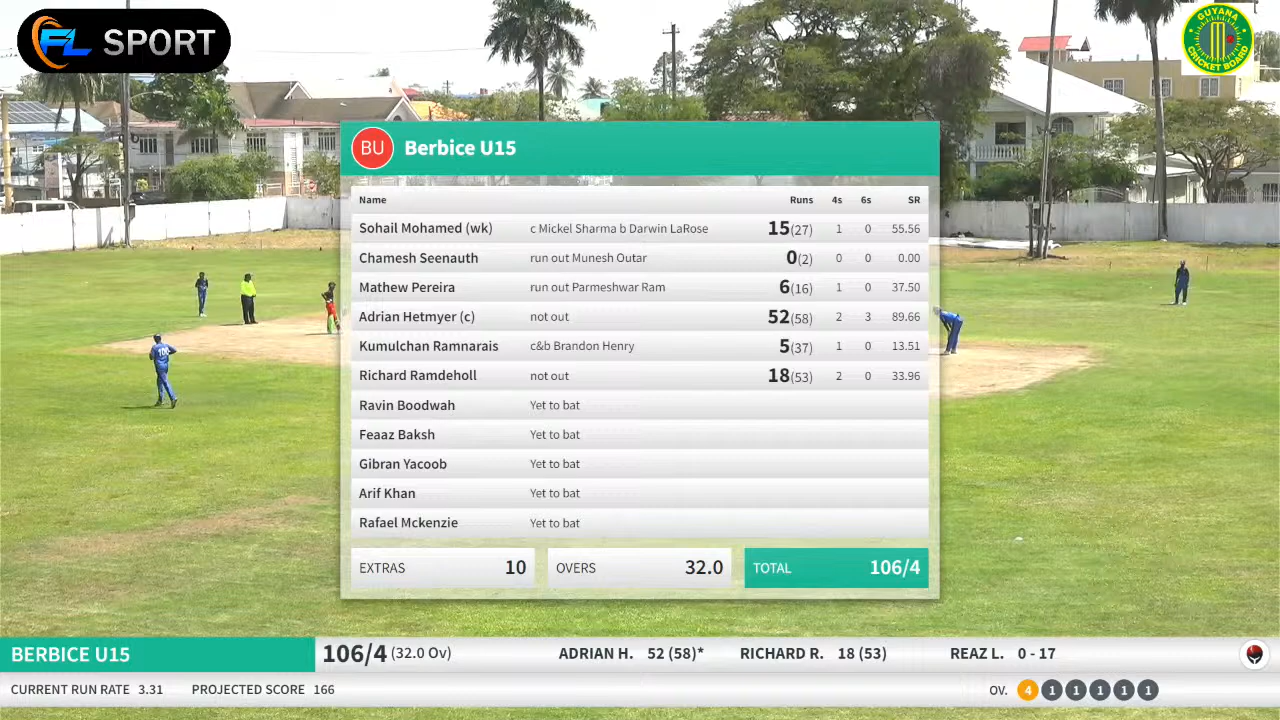 FL SPORT
GUYANA
CRICKET BOARD
BU Berbice U15
Name Runs 4s 6s SR
Sohail Mohamed (wk) c Mickel Sharma b Darwin LaRose 15(27) 1 0 55.56
Chamesh Seenauth run out Munesh Outar 0(2) 0 0 0.00
Mathew Pereira run out Parmeshwar Ram 6(16) 1 0 37.50
Adrian Hetmyer (c) not out 52(58) 2 3 89.66
Kumulchan Ramnarais c&b Brandon Henry 5(37) 1 0 13.51
Richard Ramdeholl not out 18(53) 2 0 33.96
Ravin Boodwah Yet to bat
Feaaz Baksh Yet to bat
Gibran Yacoob Yet to bat
Arif Khan Yet to bat
Rafael Mckenzie Yet to bat
EXTRAS 10 OVERS 32.0 TOTAL 106/4
BERBICE U15 106/4 (32.0 Ov) ADRIAN H. 52 (58)* RICHARD R. 18 (53) REAZ L. 0 - 17
CURRENT RUN RATE 3.31 PROJECTED SCORE 166 OV. 4 1 1 1 1 1